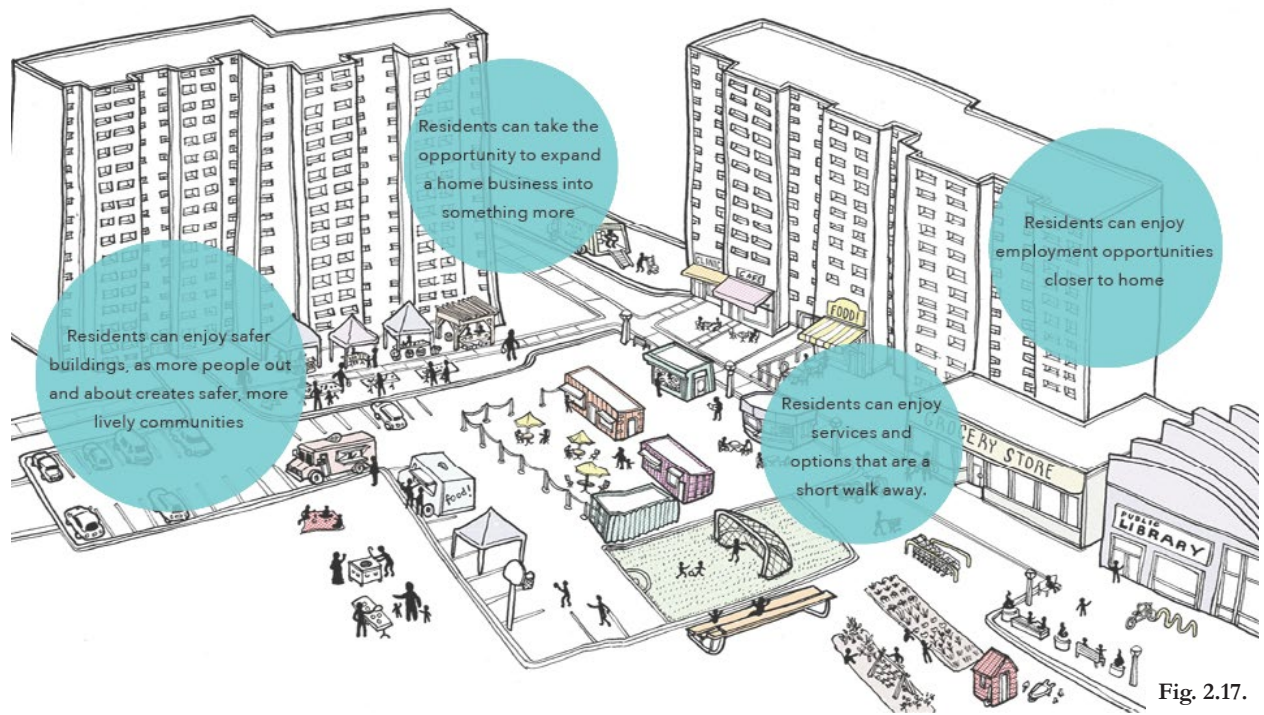 Residents can take the
opportunity to expand
a home business into
something more
Residents can enjoy
employment opportunities
closer to home
Residents can enjoy safer
buildings, as more people out
and about creates safer, more
lively communities
CLINIC
CAFE
FOOD!
Residents can enjoy
services and
options that are a
short walk away.
GROCERY STORE
food!
PUBLIC
LIBRARY
Fig. 2.17.